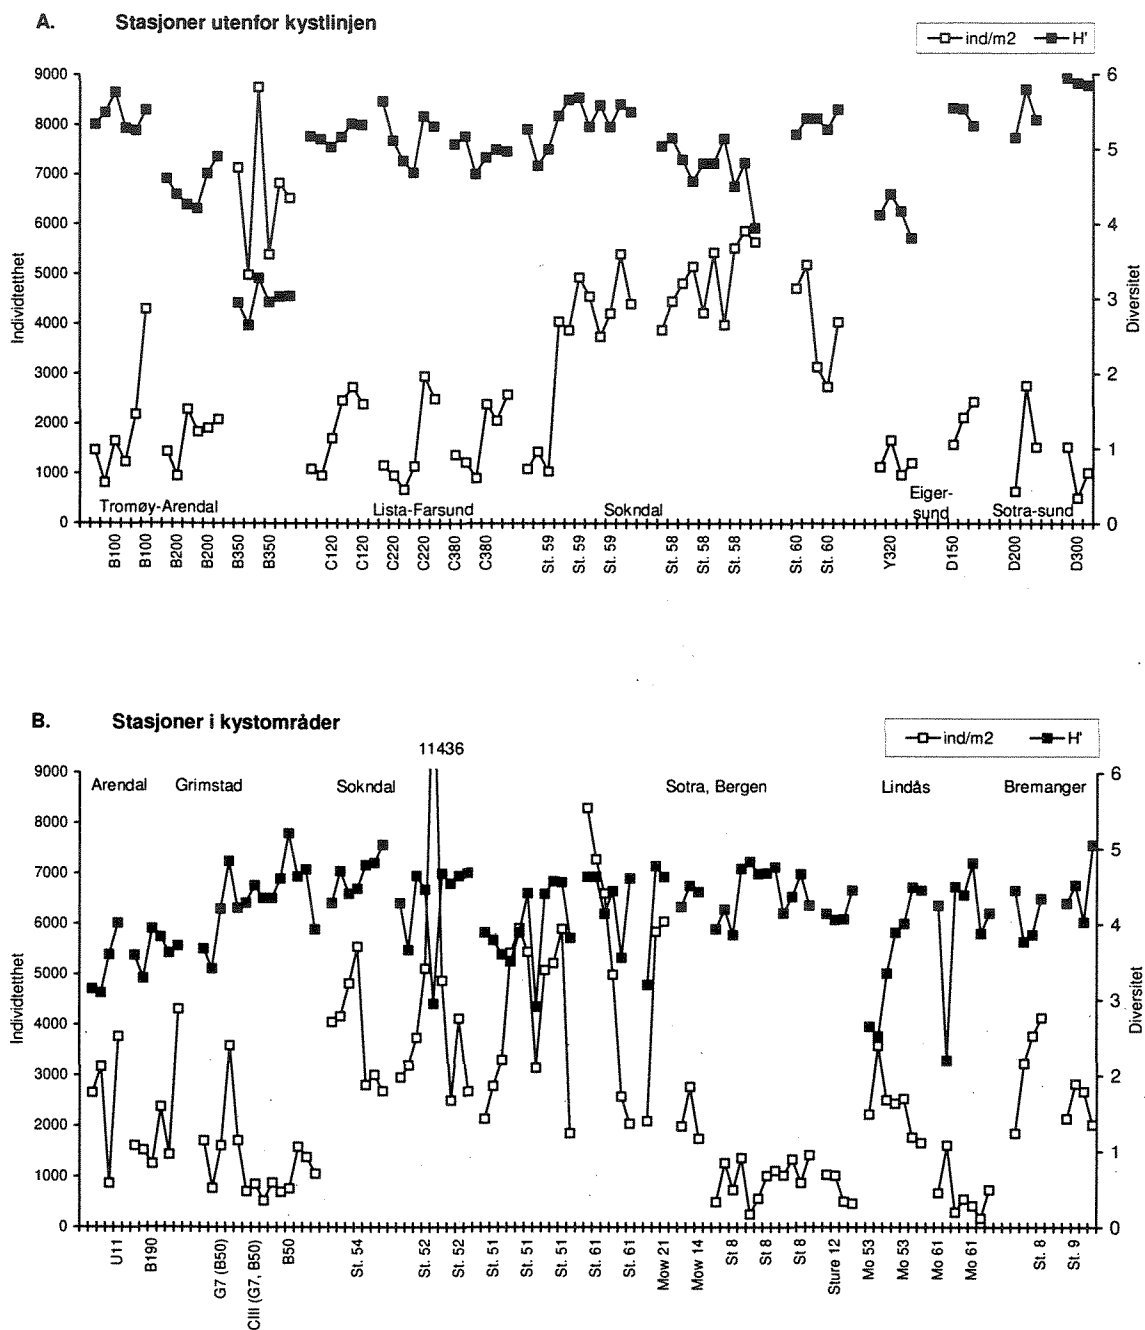 A. Stasjoner utenfor kystlinjen
ind/m2 H'
9000
8000
7000
6000
5000
4000
3000
2000
1000
0
Individtetthet
6
5
4
3
2
1
0
Diversitet
Tromøy-Arendal
Lista-Farsund
Sokndal
Eiger-
sund
Sotra-sund
B100
B100
B200
B200
B350
B350
C120
C120
C220
C220
C380
C380
St. 59
St. 59
St. 59
St. 58
St. 58
St. 58
St. 60
St. 60
Y320
D150
D200
D300
B. Stasjoner i kystområder
ind/m2 H'
11436
9000
8000
7000
6000
5000
4000
3000
2000
1000
0
Individtetthet
6
5
4
3
2
1
0
Diversitet
Arendal
Grimstad
Sokndal
Sotra, Bergen
Lindås
Bremanger
U11
B190
G7 (B50)
CIII (G7, B50)
B50
St. 54
St. 52
St. 52
St. 51
St. 51
St. 51
St. 61
St. 61
Mow 21
Mow 14
St 8
St 8
St 8
Sture 12
Mo 53
Mo 53
Mo 61
Mo 61
St. 8
St. 9